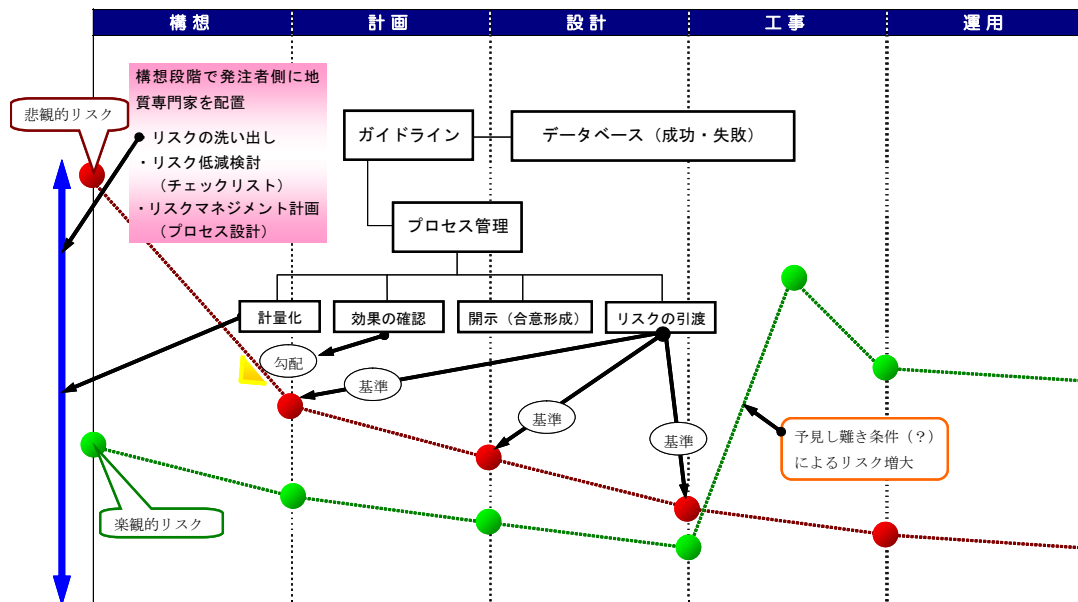 構想 計画 設計 工事 運用
構想段階で発注者側に地
質専門家を配置
リスクの洗い出し
・リスク低減検討
（チェックリスト）
・リスクマネジメント計画
（プロセス設計）
悲観的リスク
ガイドライン
データベース（成功・失敗）
プロセス管理
計量化
効果の確認
開示（合意形成）
リスクの引渡
勾配
基準
基準
基準
予見し難き条件（？）
によるリスク増大
楽観的リスク